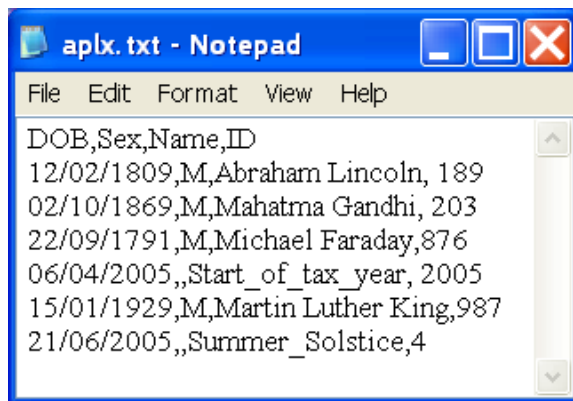 aplx.txt - Notepad
File Edit Format View Help
DOB,Sex,Name,ID
12/02/1809,M,Abraham Lincoln, 189
02/10/1869,M,Mahatma Gandhi, 203
22/09/1791,M,Michael Faraday,876
06/04/2005,,Start_of_tax_year, 2005
15/01/1929,M,Martin Luther King,987
21/06/2005,,Summer_Solstice,4